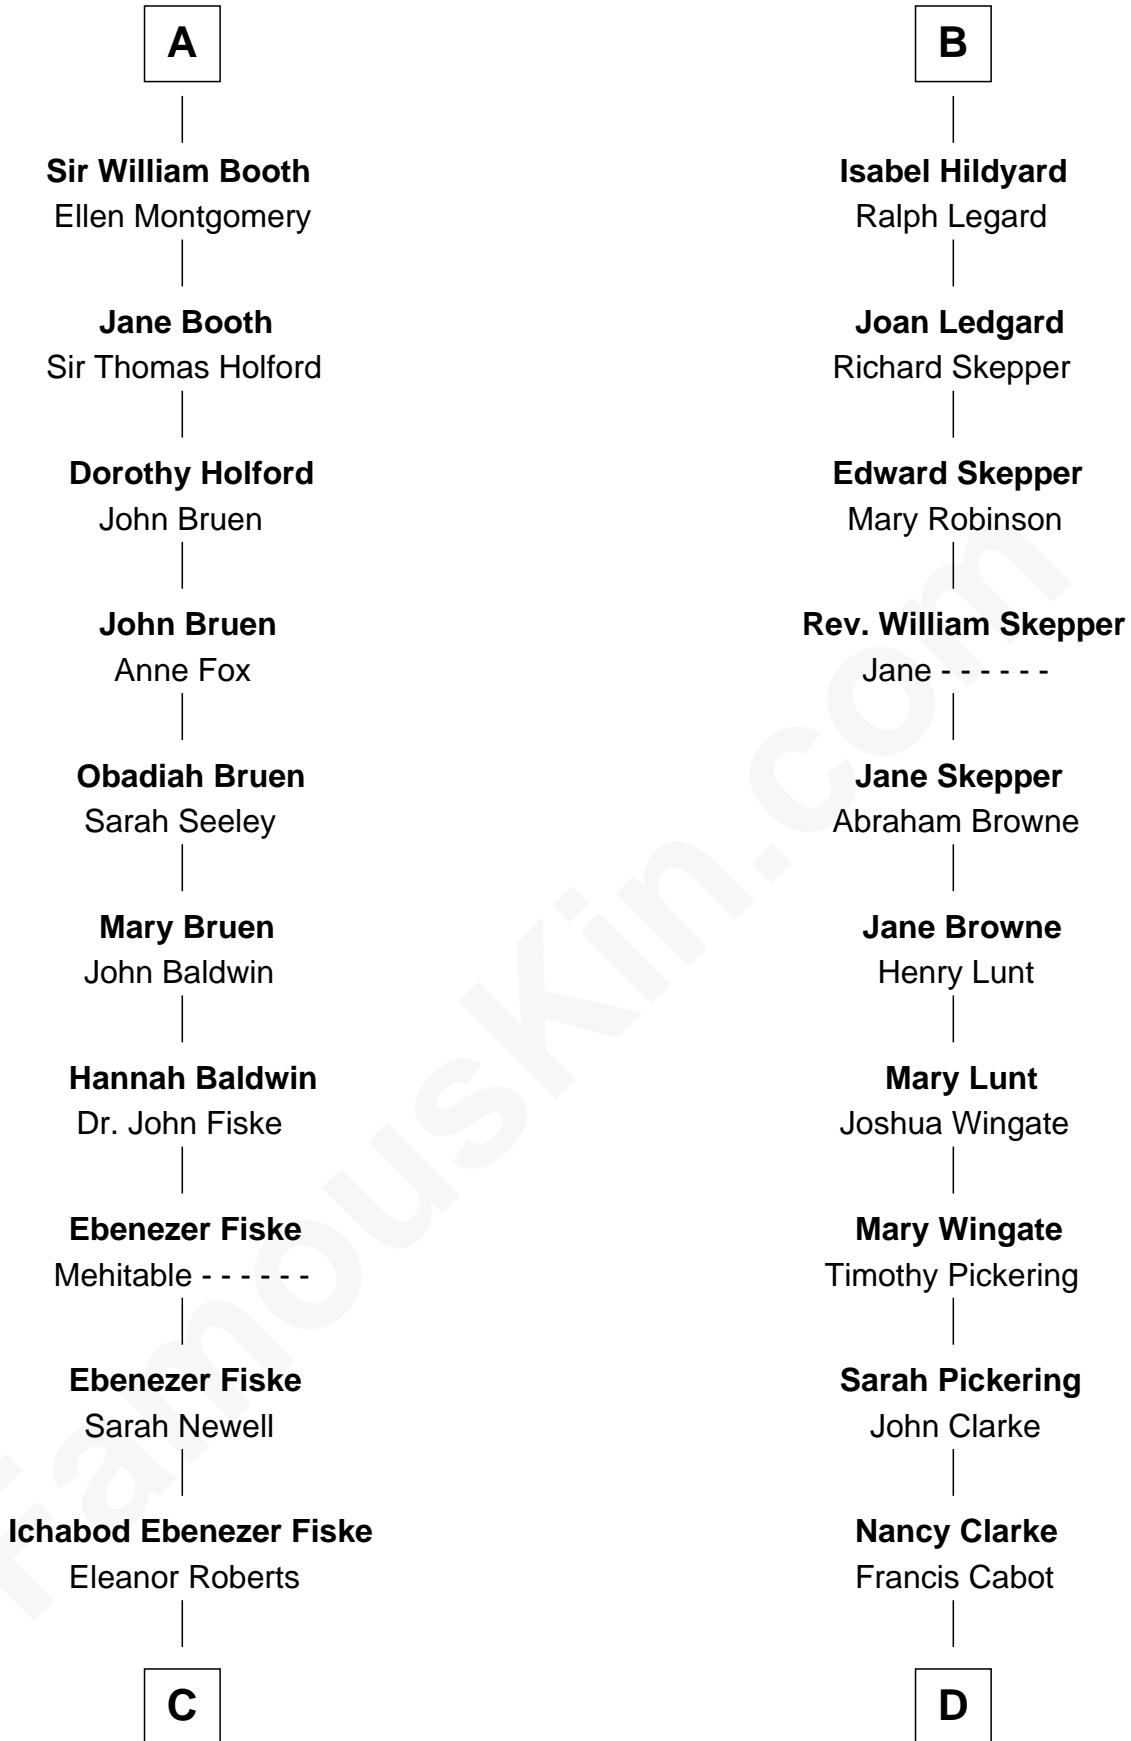 A
Sir William Booth
Ellen Montgomery
Jane Booth
Sir Thomas Holford
Dorothy Holford
John Bruen
John Bruen
Anne Fox
Obadiah Bruen
Sarah Seeley
Mary Bruen
John Baldwin
Hannah Baldwin
Dr. John Fiske
Ebenezer Fiske
Mehitable - - - - - -
Ebenezer Fiske
Sarah Newell
Ichabod Ebenezer Fiske
Eleanor Roberts
C
B
Isabel Hildyard
Ralph Legard
Joan Ledgard
Richard Skepper
Edward Skepper
Mary Robinson
Rev. William Skepper
Jane - - - - - -
Jane Skepper
Abraham Browne
Jane Browne
Henry Lunt
Mary Lunt
Joshua Wingate
Mary Wingate
Timothy Pickering
Sarah Pickering
John Clarke
Nancy Clarke
Francis Cabot
D
FamousKin.com